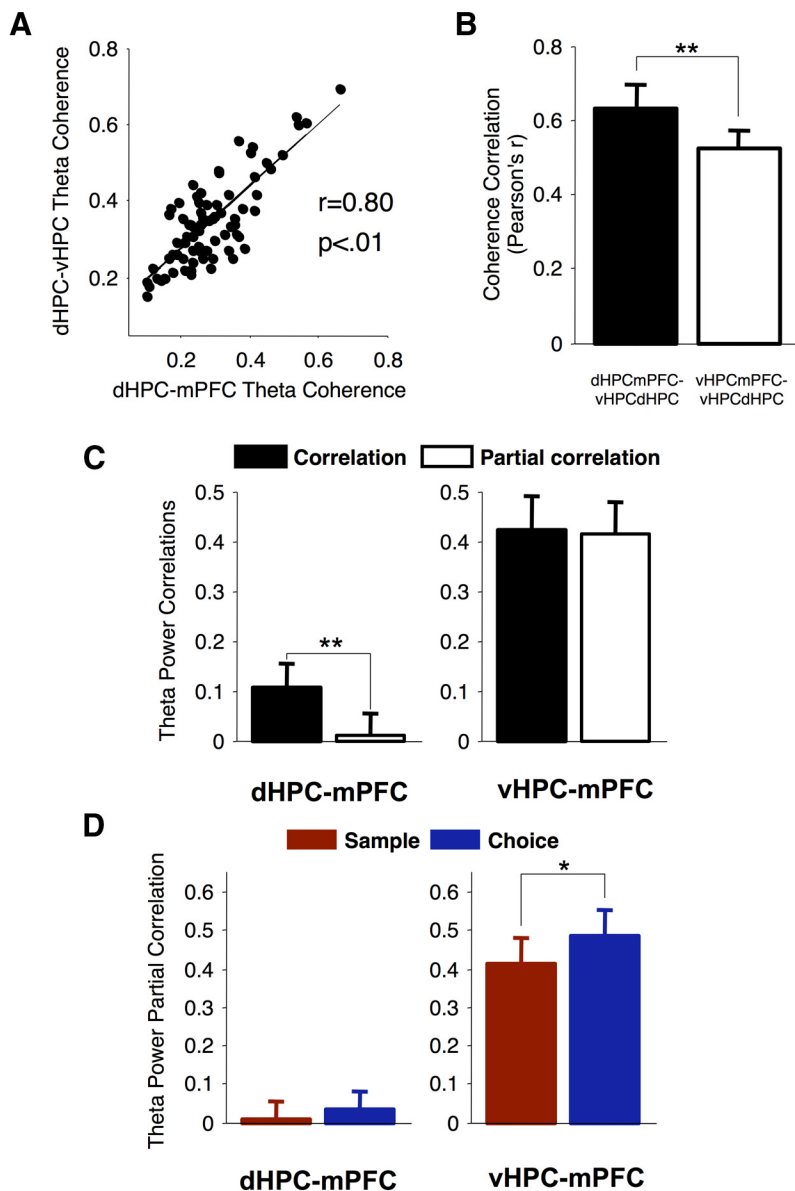 A
dHPC-vHPC Theta Coherence
0.8
0.6
0.4
0.2
r=0.80
p<.01
0.2 0.4 0.6 0.8
dHPC-mPFC Theta Coherence
B
Coherence Correlation
(Pearson's r)
0.8
0.6
0.4
0.2
0
**
dHPCmPFC- vHPCmPFC-
vHPCdHPC vHPCdHPC
C
Correlation Partial correlation
Theta Power Correlations
0.5 0.5
0.4 0.4
0.3 0.3
0.2 0.2
0.1 0.1
0 0
**
dHPC-mPFC vHPC-mPFC
D
Sample Choice
Theta Power Partial Correlation
0.6 0.6
0.5 0.5
0.4 0.4
0.3 0.3
0.2 0.2
0.1 0.1
0 0
*
dHPC-mPFC vHPC-mPFC